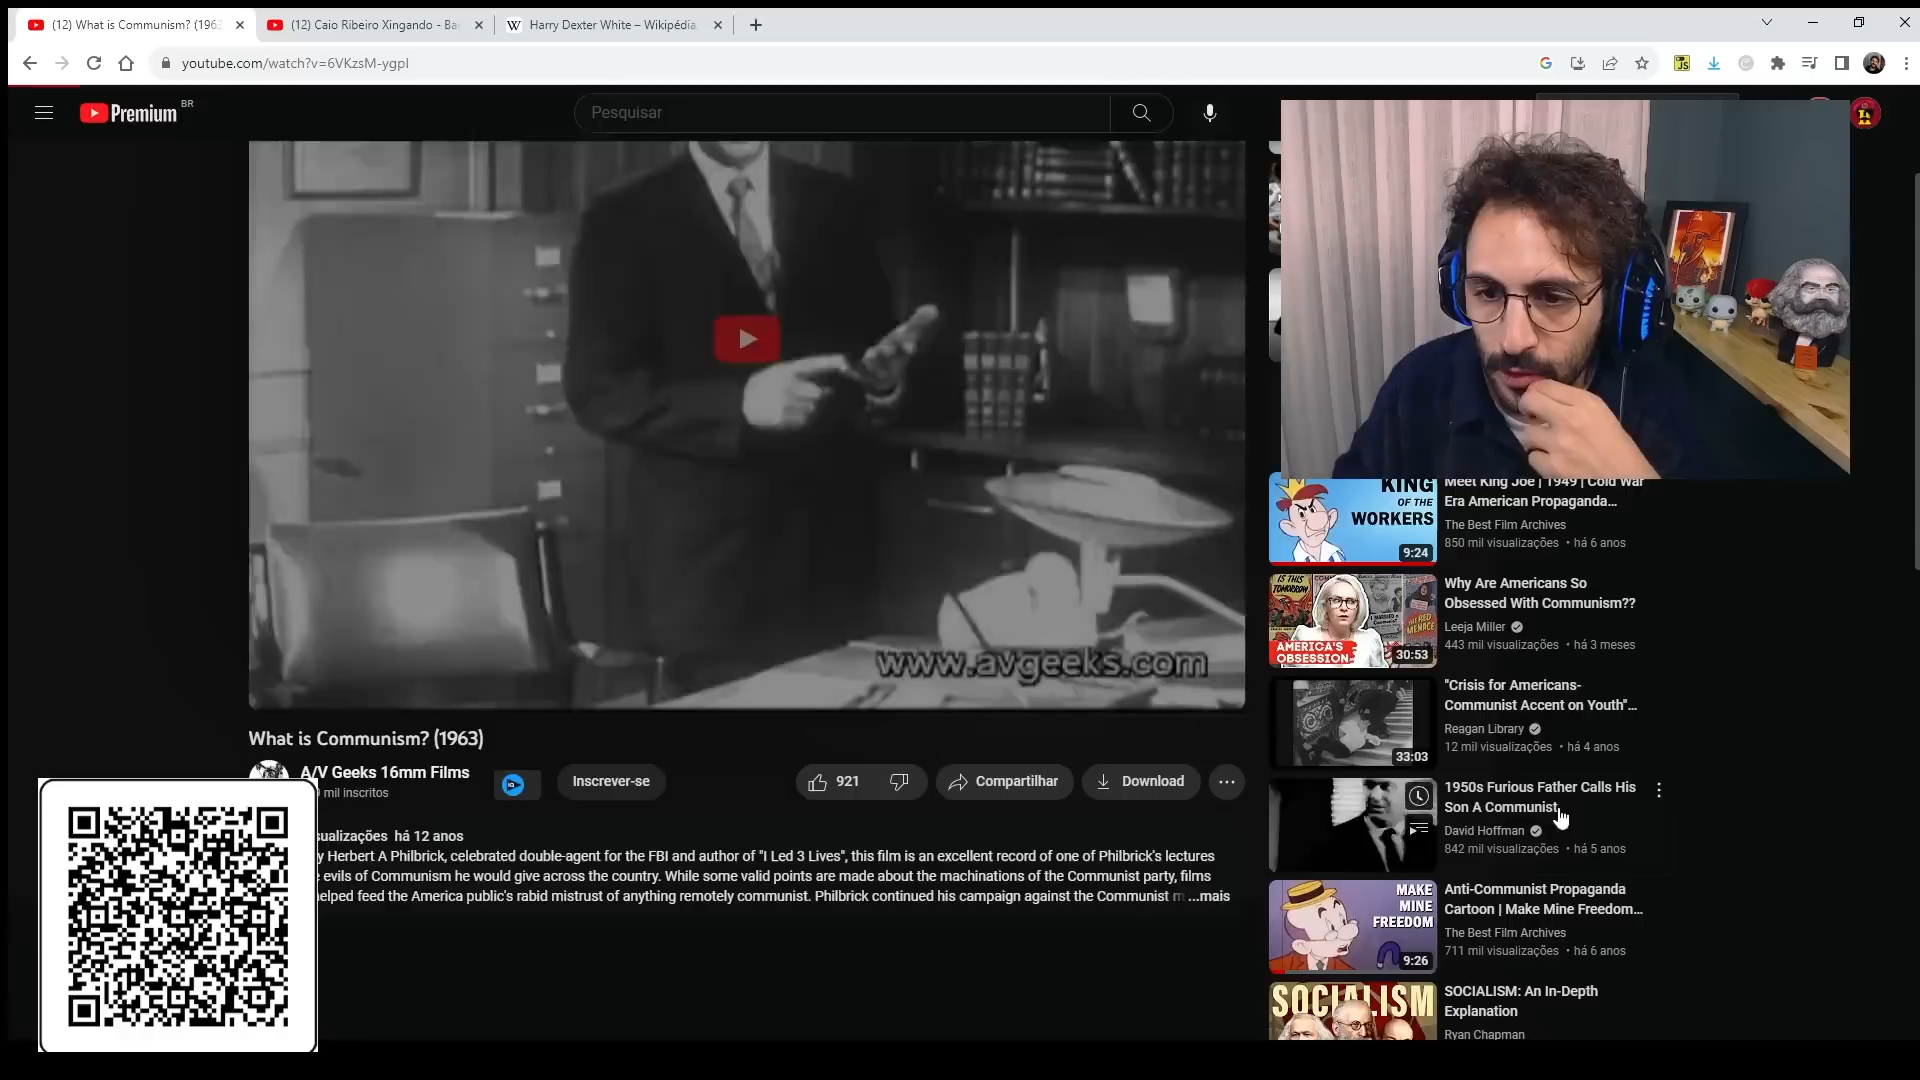 (12) What is Communism? (1963
(12) Caio Ribeiro Xingando - Ba
W
Harry Dexter White – Wikipédia
youtube.com/watch?v=6VKzsM-ygpI
Premium BR
Pesquisar
www.avgeeks.com
What is Communism? (1963)
A/V Geeks 16mm Films
mil inscritos
Inscrever-se
921
Compartilhar
Download
sualizações há 12 anos
y Herbert A Philbrick, celebrated double-agent for the FBI and author of "I Led 3 Lives", this film is an excellent record of one of Philbrick's lectures
evils of Communism he would give across the country. While some valid points are made about the machinations of the Communist party, films
helped feed the America public's rabid mistrust of anything remotely communist. Philbrick continued his campaign against the Communist m ...mais
KING
OF THE
WORKERS
9:24
Meet King Joe | 1949 | Cold War
Era American Propaganda...
The Best Film Archives
850 mil visualizações • há 6 anos
IS THIS
TOMORROW
AMERICA'S
OBSESSION
30:53
Why Are Americans So
Obsessed With Communism??
Leeja Miller
443 mil visualizações • há 3 meses
33:03
"Crisis for Americans-
Communist Accent on Youth"...
Reagan Library
12 mil visualizações • há 4 anos
1950s Furious Father Calls His
Son A Communist
David Hoffman
842 mil visualizações • há 5 anos
MAKE
MINE
FREEDOM
9:26
Anti-Communist Propaganda
Cartoon | Make Mine Freedom...
The Best Film Archives
711 mil visualizações • há 6 anos
SOCIALISM
SOCIALISM: An In-Depth
Explanation
Ryan Chapman